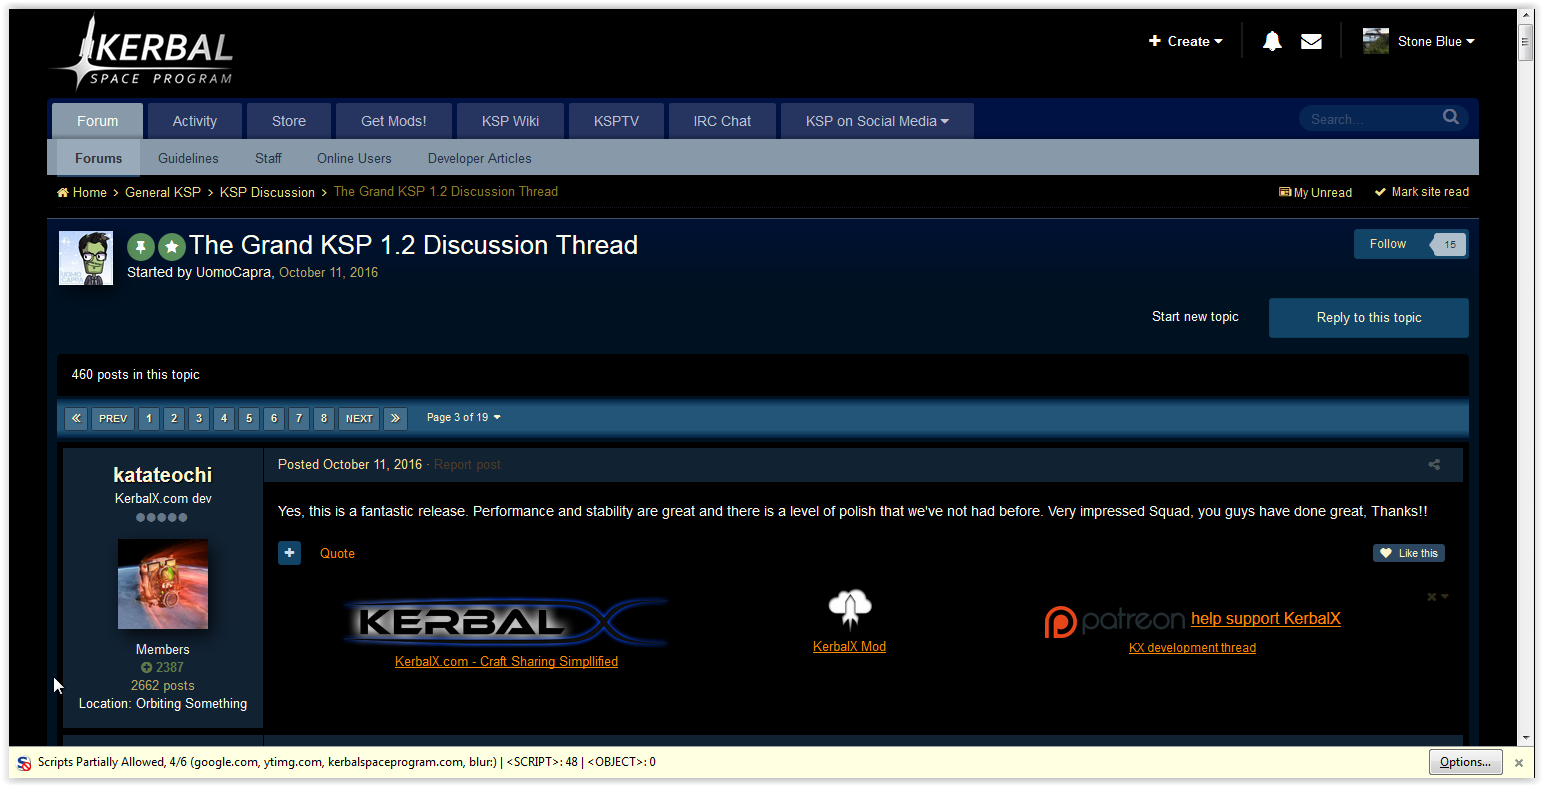 KERBAL
SPACE PROGRAM
Create
Stone Blue
Forum Activity Store Get Mods! KSP Wiki KSPTV IRC Chat KSP on Social Media
Search...
Forums Guidelines Staff Online Users Developer Articles
Home > General KSP > KSP Discussion > The Grand KSP 1.2 Discussion Thread
My Unread Mark site read
The Grand KSP 1.2 Discussion Thread
Started by UomoCapra, October 11, 2016
UOMO
CAPRA
Follow 15
Start new topic Reply to this topic
460 posts in this topic
« PREV 1 2 3 4 5 6 7 8 NEXT » Page 3 of 19
katateochi
KerbalX.com dev
Members
2387
2662 posts
Location: Orbiting Something
Posted October 11, 2016 · Report post
Yes, this is a fantastic release. Performance and stability are great and there is a level of polish that we've not had before. Very impressed Squad, you guys have done great, Thanks!!
+ Quote
Like this
KERBAL X
KerbalX.com - Craft Sharing Simpllified
KerbalX Mod
patreon help support KerbalX
KX development thread
Scripts Partially Allowed, 4/6 (google.com, ytimg.com, kerbalspaceprogram.com, blur:) | <SCRIPT>: 48 | <OBJECT>: 0
Options...